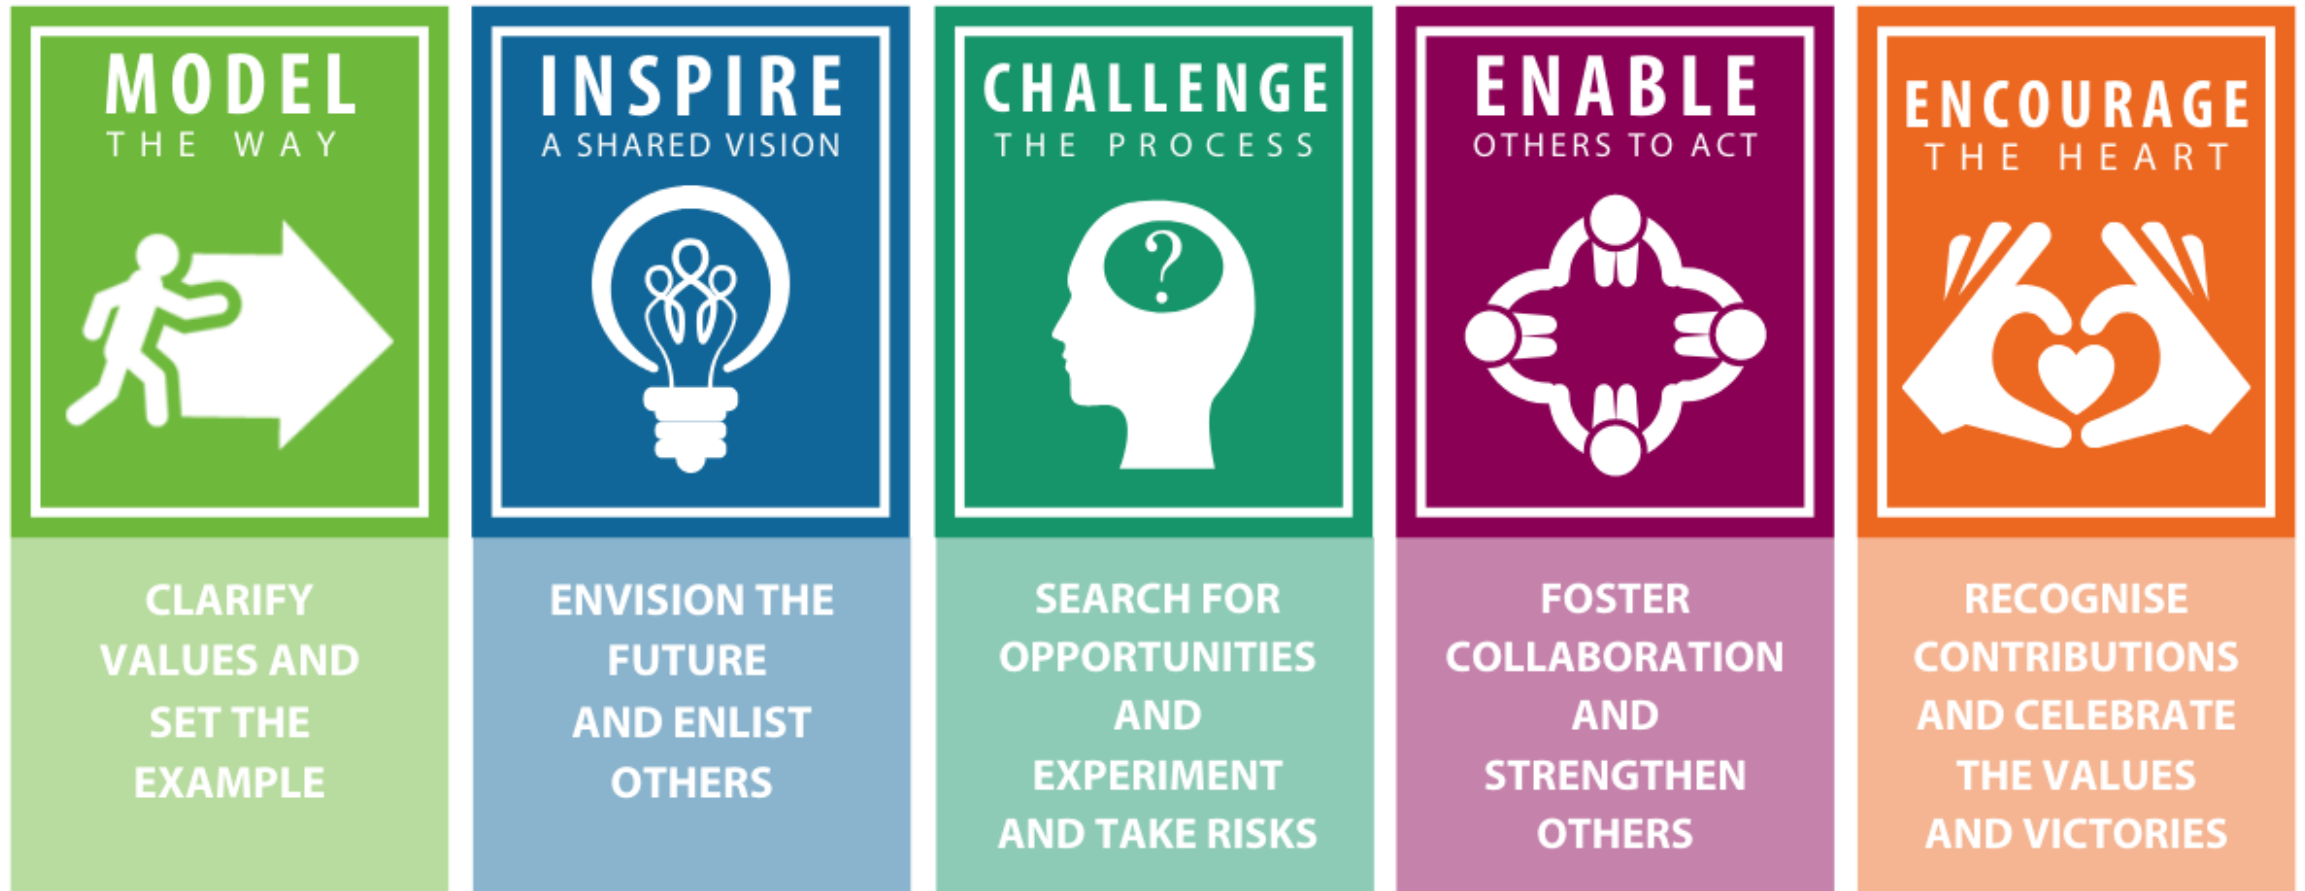 MODEL
THE WAY
CLARIFY
VALUES AND
SET THE
EXAMPLE
INSPIRE
A SHARED VISION
ENVISION THE
FUTURE
AND ENLIST
OTHERS
CHALLENGE
THE PROCESS
?
SEARCH FOR
OPPORTUNITIES
AND
EXPERIMENT
AND TAKE RISKS
ENABLE
OTHERS TO ACT
FOSTER
COLLABORATION
AND
STRENGTHEN
OTHERS
ENCOURAGE
THE HEART
RECOGNISE
CONTRIBUTIONS
AND CELEBRATE
THE VALUES
AND VICTORIES